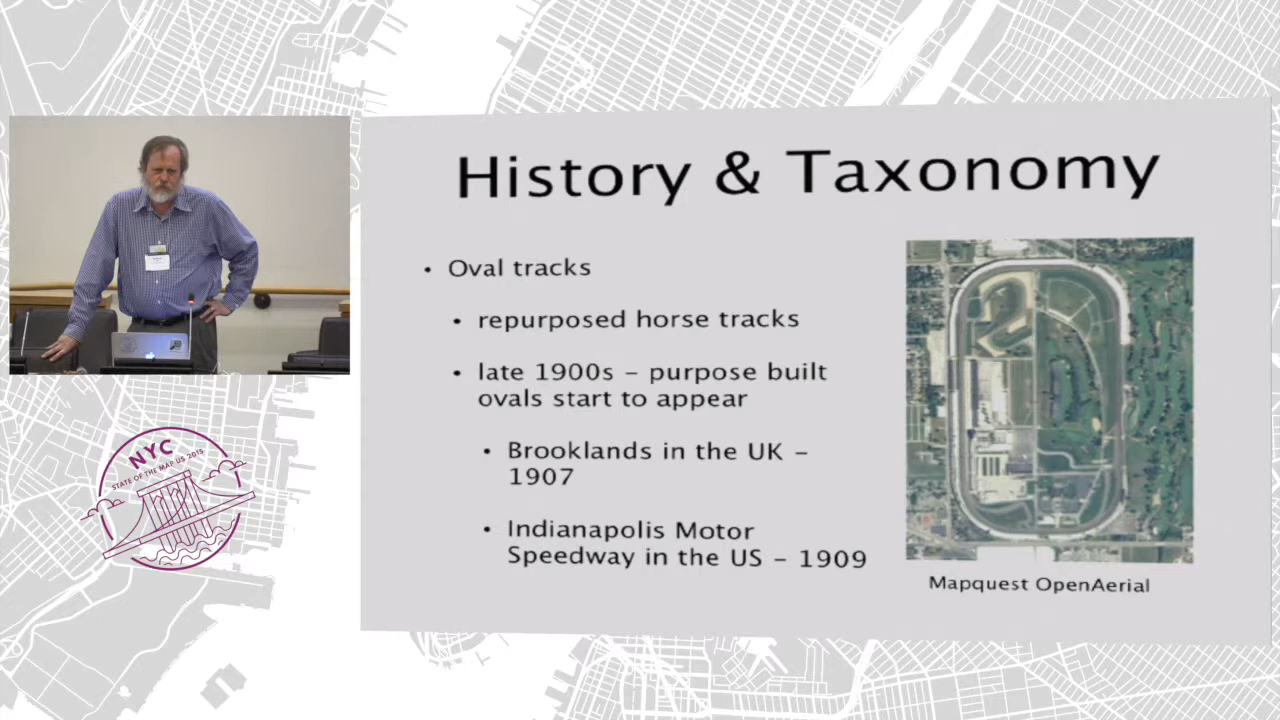 History & Taxonomy
• Oval tracks
• repurposed horse tracks
• late 1900s – purpose built
ovals start to appear
• Brooklands in the UK –
1907
• Indianapolis Motor
Speedway in the US – 1909
Mapquest OpenAerial
NYC
STATE OF THE MAP US 2015